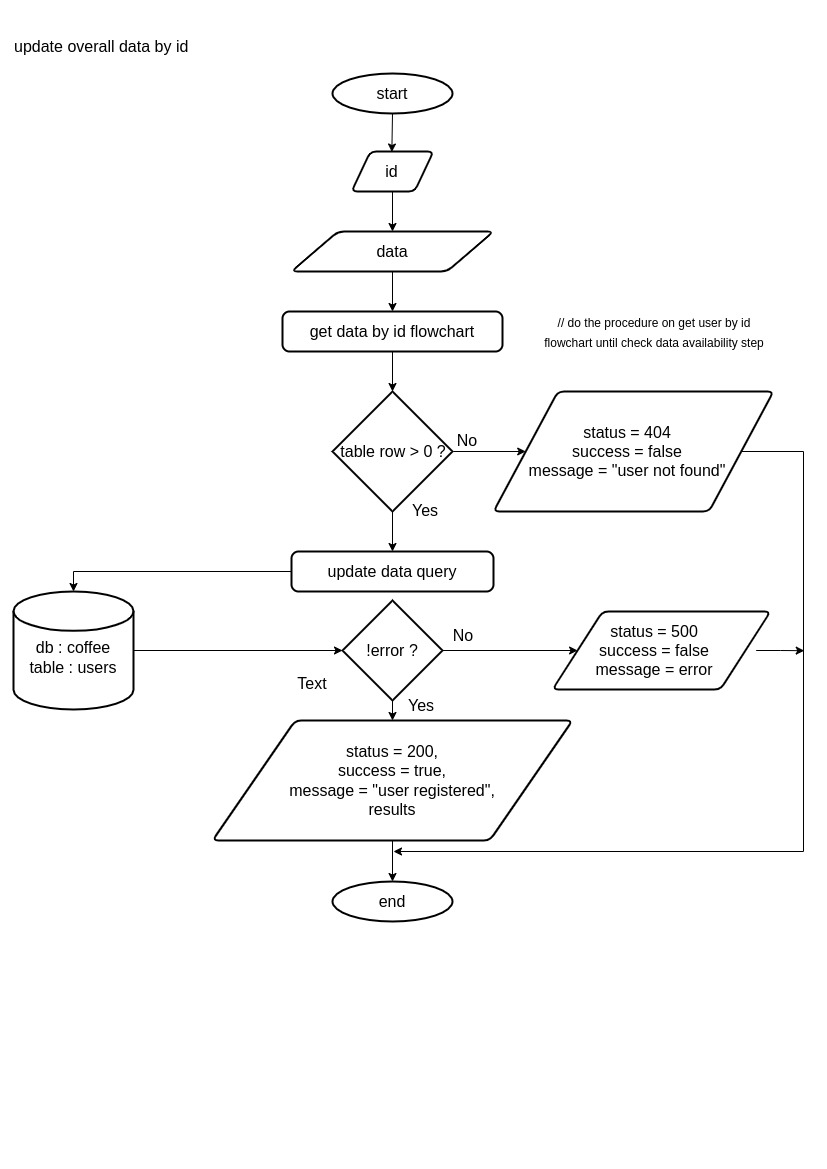 update overall data by id
start
id
data
get data by id flowchart
// do the procedure on get user by id
flowchart until check data availability step
table row > 0 ?
No
status = 404
success = false
message = "user not found"
Yes
update data query
db : coffee
table : users
!error ?
No
status = 500
success = false
message = error
Text
Yes
status = 200,
success = true,
message = "user registered",
results
end